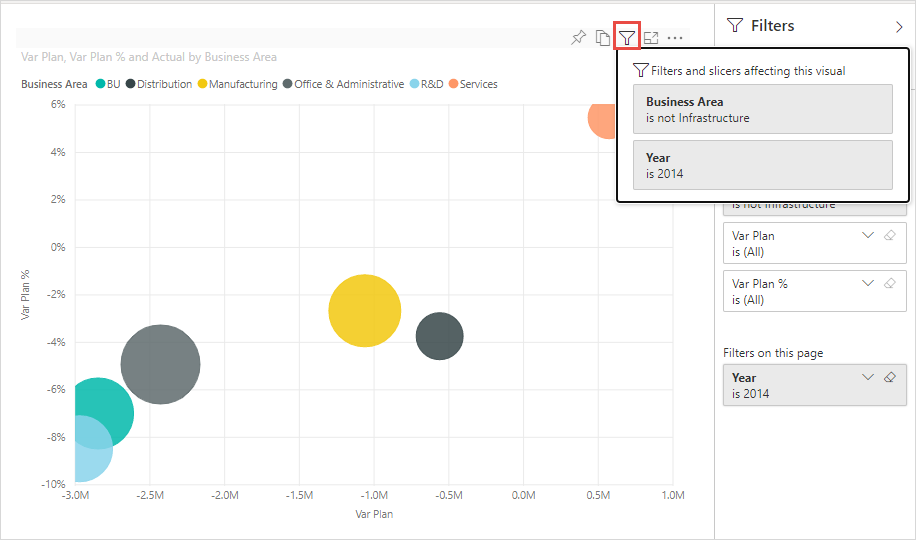 Var Plan, Var Plan % and Actual by Business Area
Business Area BU Distribution Manufacturing Office & Administrative R&D Services
6%
4%
2%
0%
-2%
-4%
-6%
-8%
-10%
Var Plan %
-3.0M -2.5M -2.0M -1.5M -1.0M -0.5M 0.0M 0.5M 1.0M
Var Plan
Filters and slicers affecting this visual
Business Area
is not Infrastructure
Year
is 2014
Filters
is not Infrastructure
Var Plan
is (All)
Var Plan %
is (All)
Filters on this page
Year
is 2014